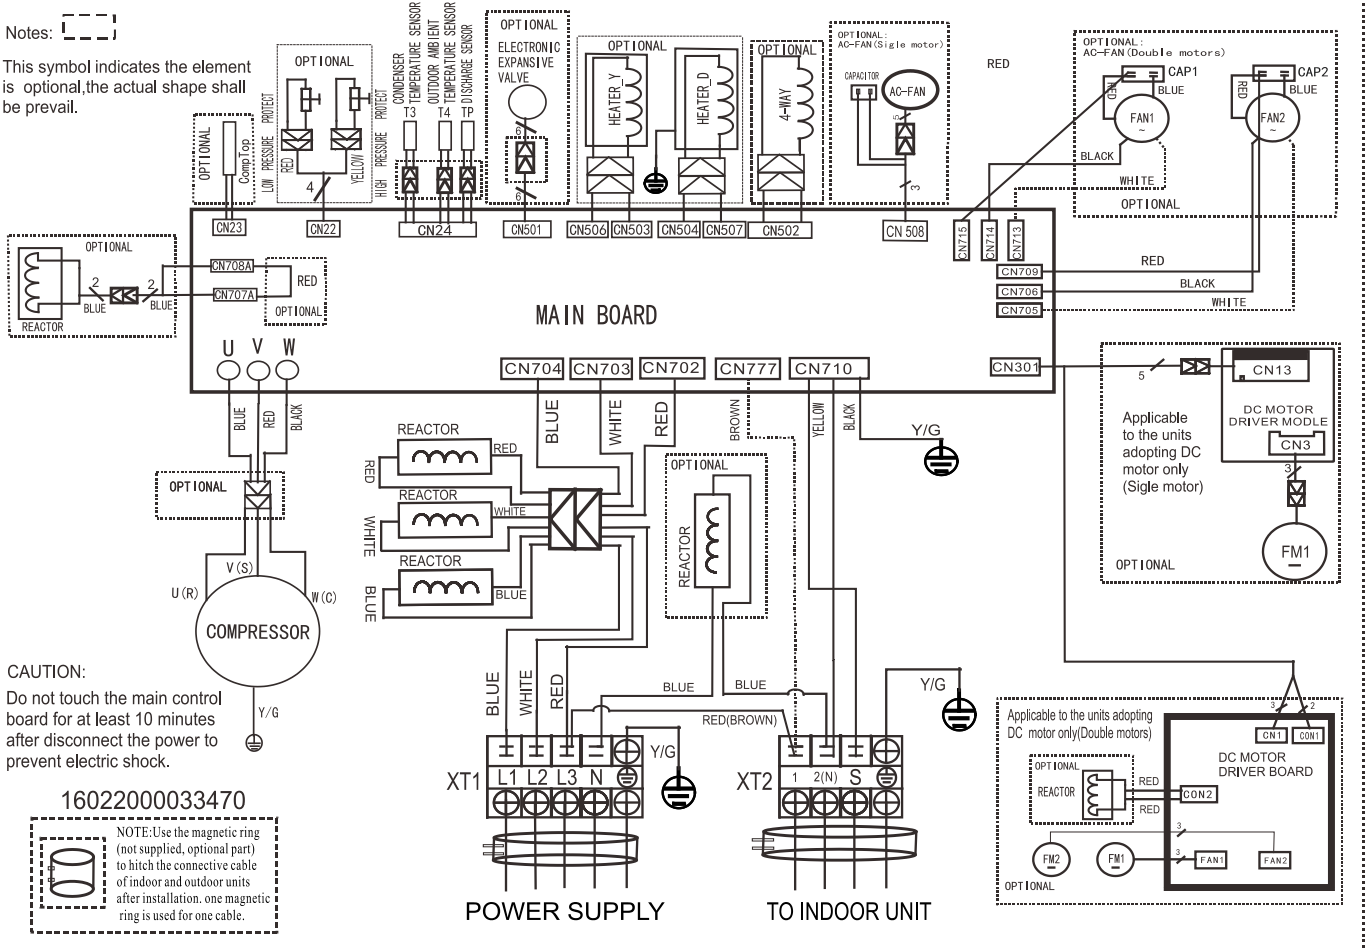 Notes:
This symbol indicates the element
is optional,the actual shape shall
be prevail.
OPTIONAL
CompTop
CN23
OPTIONAL
LOW PRESSURE PROTECT
RED
YELLOW
HIGH PRESSURE PROTECT
4
CN22
CONDENSER
TEMPERATURE SENSOR
T3
OUTDOOR AMBIENT
TEMPERATURE SENSOR
T4
DISCHARGE SENSOR
TP
CN24
OPTIONAL
ELECTRONIC
EXPANSIVE
VALVE
6
6
CN501
OPTIONAL
HEATER_Y
HEATER_D
CN506
CN503
CN504
CN507
OPTIONAL
4-WAY
CN502
OPTIONAL:
AC-FAN(Sigle motor)
CAPACITOR
AC-FAN
5
3
CN 508
RED
OPTIONAL:
AC-FAN(Double motors)
CAP1
CAP2
RED
BLUE
RED
BLUE
FAN1
~
FAN2
~
BLACK
WHITE
OPTIONAL
CN715
CN714
CN713
CN709
RED
CN706
BLACK
CN705
WHITE
OPTIONAL
REACTOR
2
2
BLUE
BLUE
CN708A
CN707A
RED
OPTIONAL
MAIN BOARD
U
V
W
BLUE
RED
BLACK
OPTIONAL
V(S)
U(R)
W(C)
COMPRESSOR
Y/G
CN704
CN703
CN702
CN777
CN710
CN301
BLUE
WHITE
RED
BROWN
YELLOW
BLACK
Y/G
REACTOR
RED
RED
REACTOR
WHITE
WHITE
REACTOR
BLUE
BLUE
OPTIONAL
REACTOR
5
CN13
DC MOTOR
DRIVER MODLE
CN3
3
FM1
Applicable
to the units
adopting DC
motor only
(Sigle motor)
OPTIONAL
BLUE
WHITE
RED
BLUE
BLUE
RED(BROWN)
Y/G
Y/G
XT1
L1
L2
L3
N
XT2
1
2(N)
S
POWER SUPPLY
TO INDOOR UNIT
CAUTION:
Do not touch the main control
board for at least 10 minutes
after disconnect the power to
prevent electric shock.
16022000033470
NOTE:Use the magnetic ring
(not supplied, optional part)
to hitch the connective cable
of indoor and outdoor units
after installation. one magnetic
ring is used for one cable.
Applicable to the units adopting
DC motor only(Double motors)
3
2
CN1
CON1
DC MOTOR
DRIVER BOARD
OPTIONAL
REACTOR
RED
RED
CON2
3
FM2
FM1
3
FAN1
FAN2
OPTIONAL